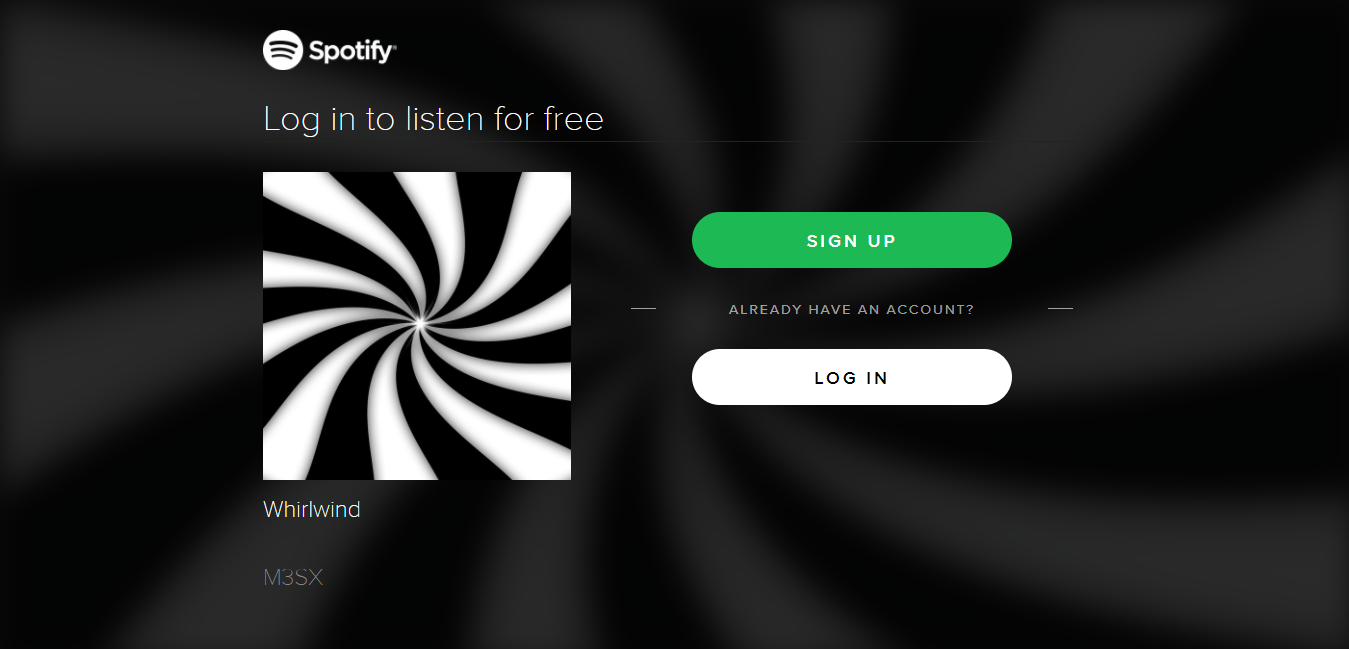 Spotify
Log in to listen for free
SIGN UP
ALREADY HAVE AN ACCOUNT?
LOG IN
Whirlwind
M3SX